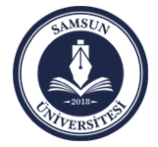 SAMSUN
- 2018 -
ÜNİVERSİTESİ